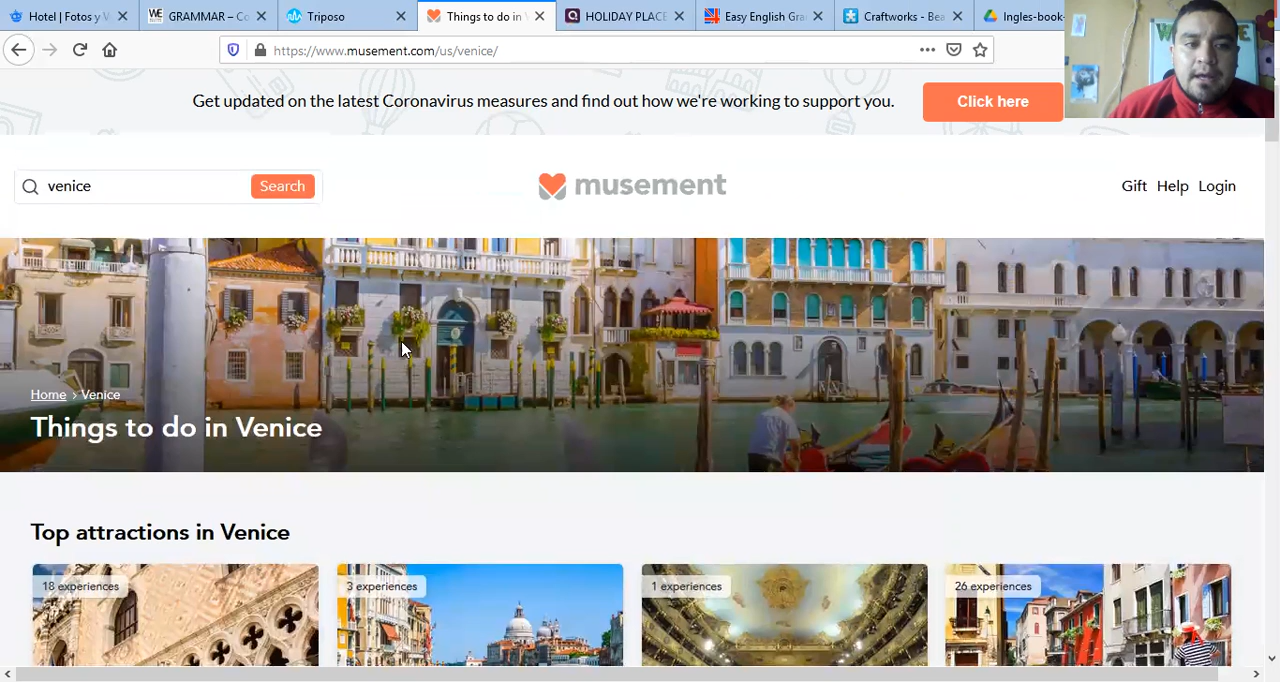 Hotel | Fotos y V
GRAMMAR – Co
Triposo
Things to do in V
HOLIDAY PLACE
Easy English Gra
Craftworks - Bea
Ingles-book-
https://www.musement.com/us/venice/
Get updated on the latest Coronavirus measures and find out how we're working to support you.
Click here
venice
Search
musement
Gift Help Login
Home > Venice
Things to do in Venice
Top attractions in Venice
18 experiences
3 experiences
1 experiences
26 experiences